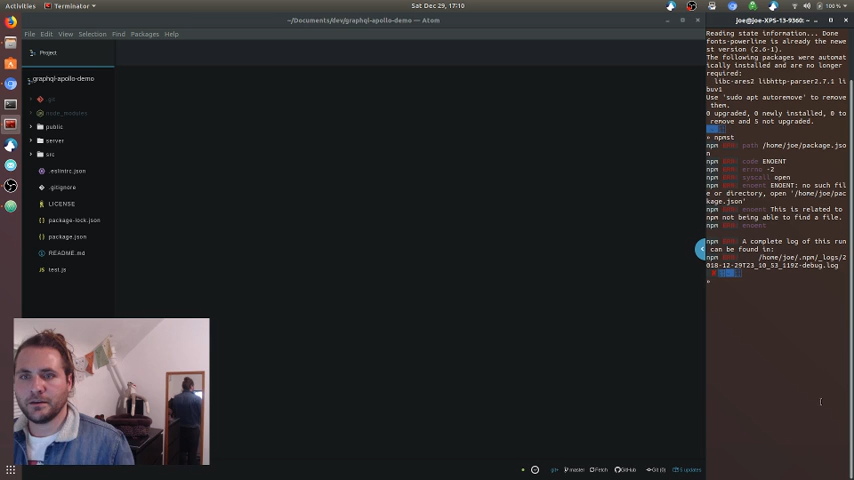 Activities
Terminator
Sat Dec 29, 17:10
100 %
~/Documents/dev/graphql-apollo-demo — Atom
joe@joe-XPS-13-9360: ~
File Edit View Selection Find Packages Help
Project
graphql-apollo-demo
.git
node_modules
public
server
src
.eslintrc.json
.gitignore
LICENSE
package-lock.json
package.json
README.md
test.js
Reading state information... Done
fonts-powerline is already the newe
st version (2.6-1).
The following packages were automat
ically installed and are no longer
required:
libc-ares2 libhttp-parser2.7.1 li
buv1
Use 'sudo apt autoremove' to remove
them.
0 upgraded, 0 newly installed, 0 to
remove and 5 not upgraded.
» npmst
npm ERR! path /home/joe/package.jso
n
npm ERR! code ENOENT
npm ERR! errno -2
npm ERR! syscall open
npm ERR! enoent ENOENT: no such fil
e or directory, open '/home/joe/pac
kage.json'
npm ERR! enoent This is related to
npm not being able to find a file.
npm ERR! enoent
npm ERR! A complete log of this run
can be found in:
npm ERR! /home/joe/.npm/_logs/2
018-12-29T23_10_53_119Z-debug.log
»
git+
master
Fetch
GitHub
Git (0)
5 updates